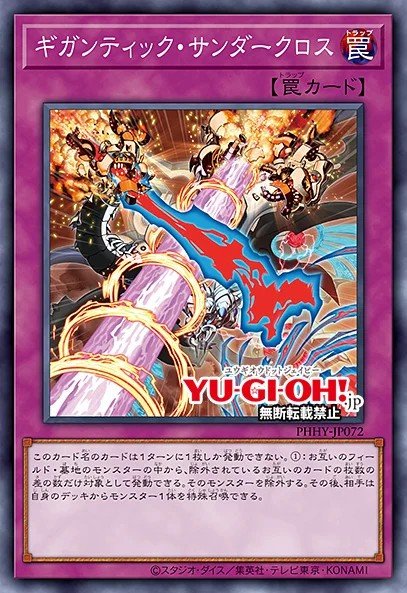 ギガンティック・サンダークロス
トラップ
罠
トラップ
【罠カード】
ユウギオウドットジェイピー
YU-GI-OH!.jp
無断転載禁止
PHHY-JP072
このカード名のカードは1ターンに1枚しか発動できない。①：お互いのフィー
ルド・墓地のモンスターの中から、除外されているお互いのカードの枚数の
差の数だけ対象として発動できる。そのモンスターを除外する。その後、相手は
自身のデッキからモンスター1体を特殊召喚できる。
©スタジオ・ダイス／集英社・テレビ東京・KONAMI